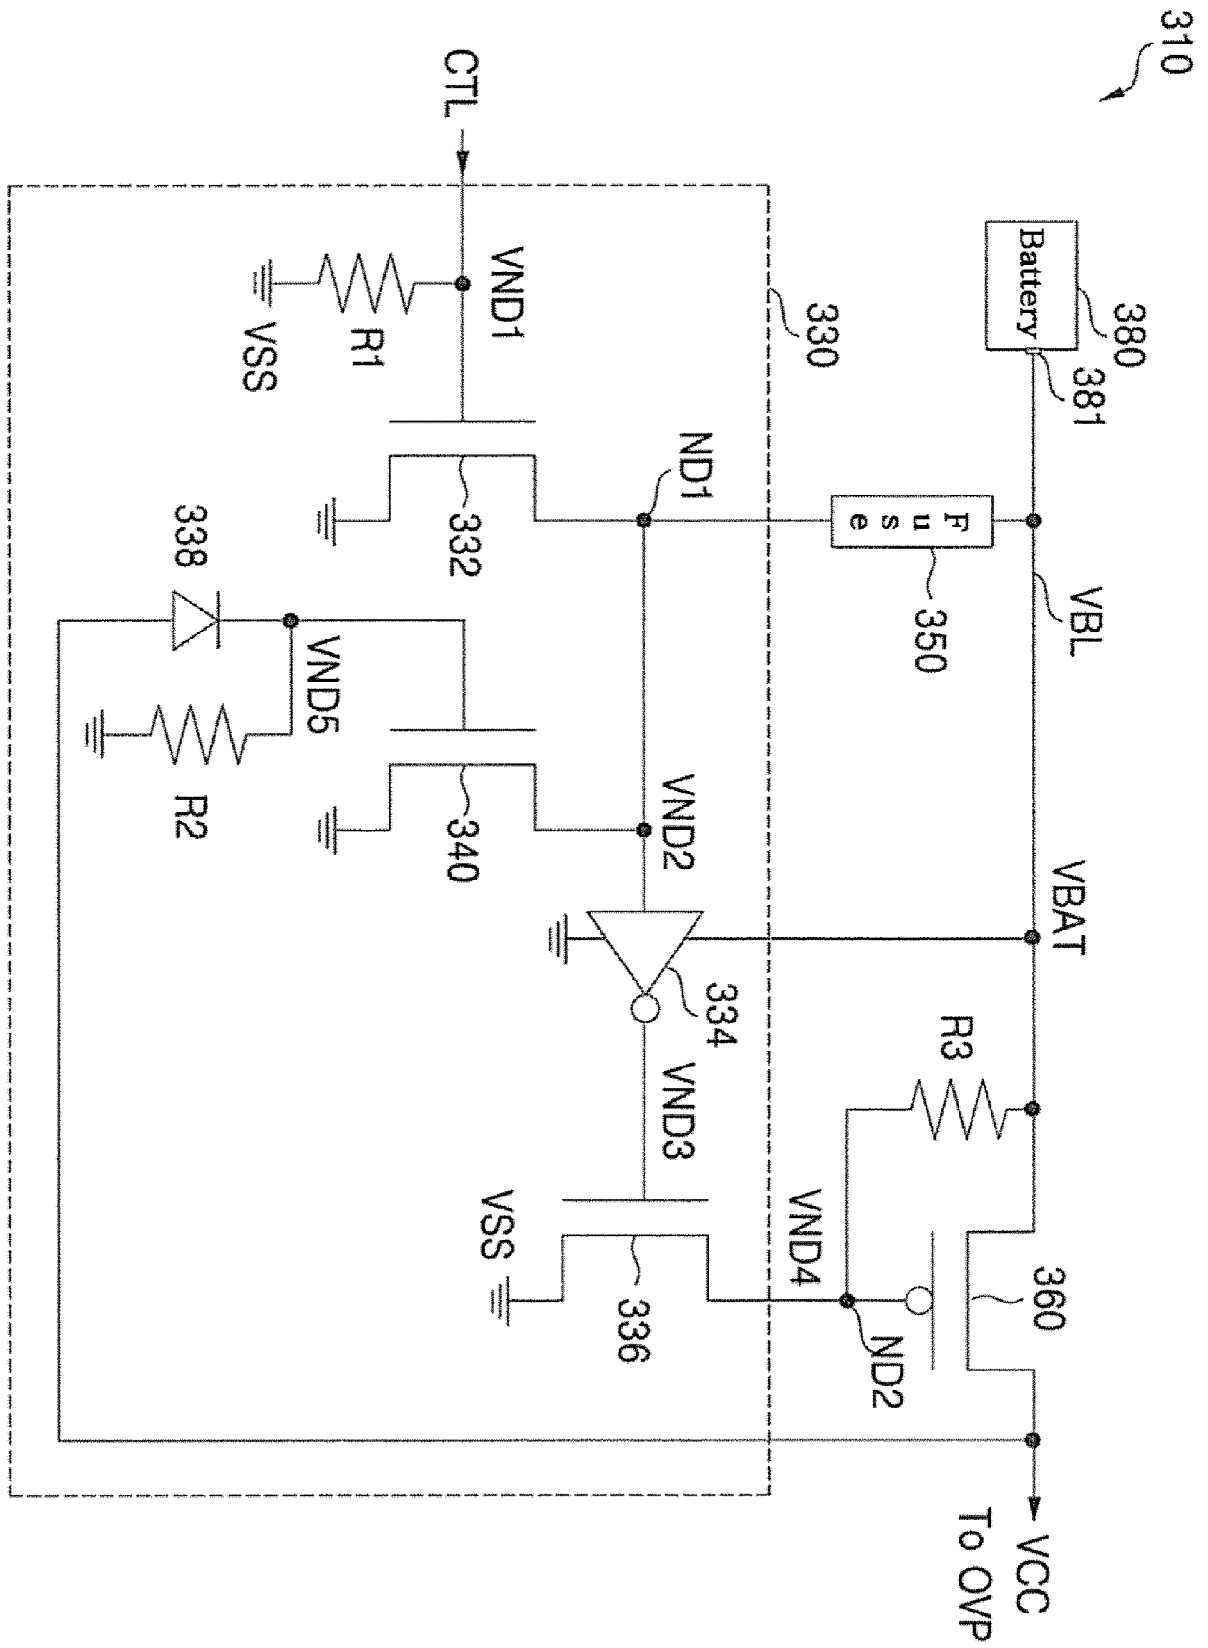 310
Battery
380
381
VBL
VBAT
360
VCC
To OVP
Fuse
350
R3
330
ND1
VND4
ND2
CTL
VND1
R1
VSS
332
VND2
334
VND3
336
VSS
340
338
VND5
R2